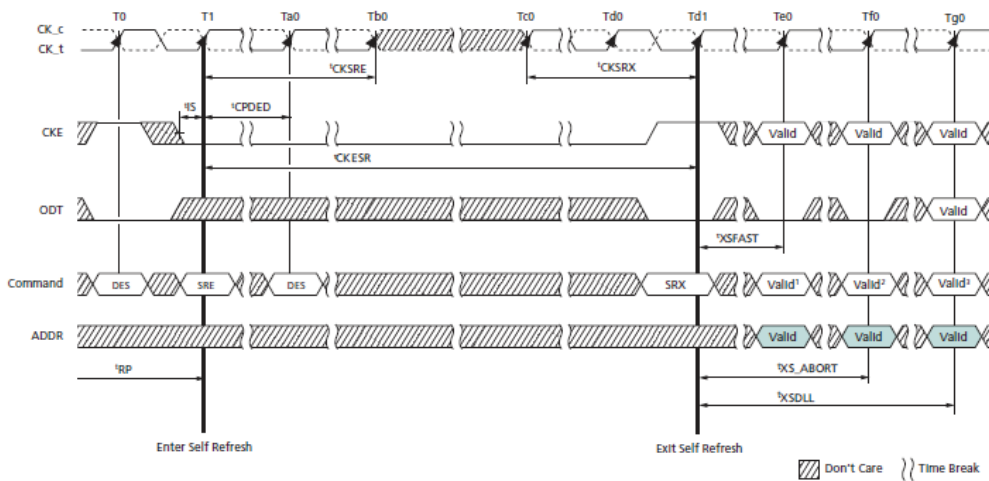 T0 T1 Ta0 Tb0 Tc0 Td0 Td1 Te0 Tf0 Tg0
CK_c
CK_t
tCKSRE tCKSRX
tIS tCPDED
CKE Valid Valid Valid
tCKESR
ODT Valid
tXSFAST
Command DES SRE DES SRX Valid¹ Valid² Valid³
ADDR Valid Valid Valid
tRP tXS_ABORT
tXSDLL
Enter Self Refresh Exit Self Refresh
Don't Care Time Break